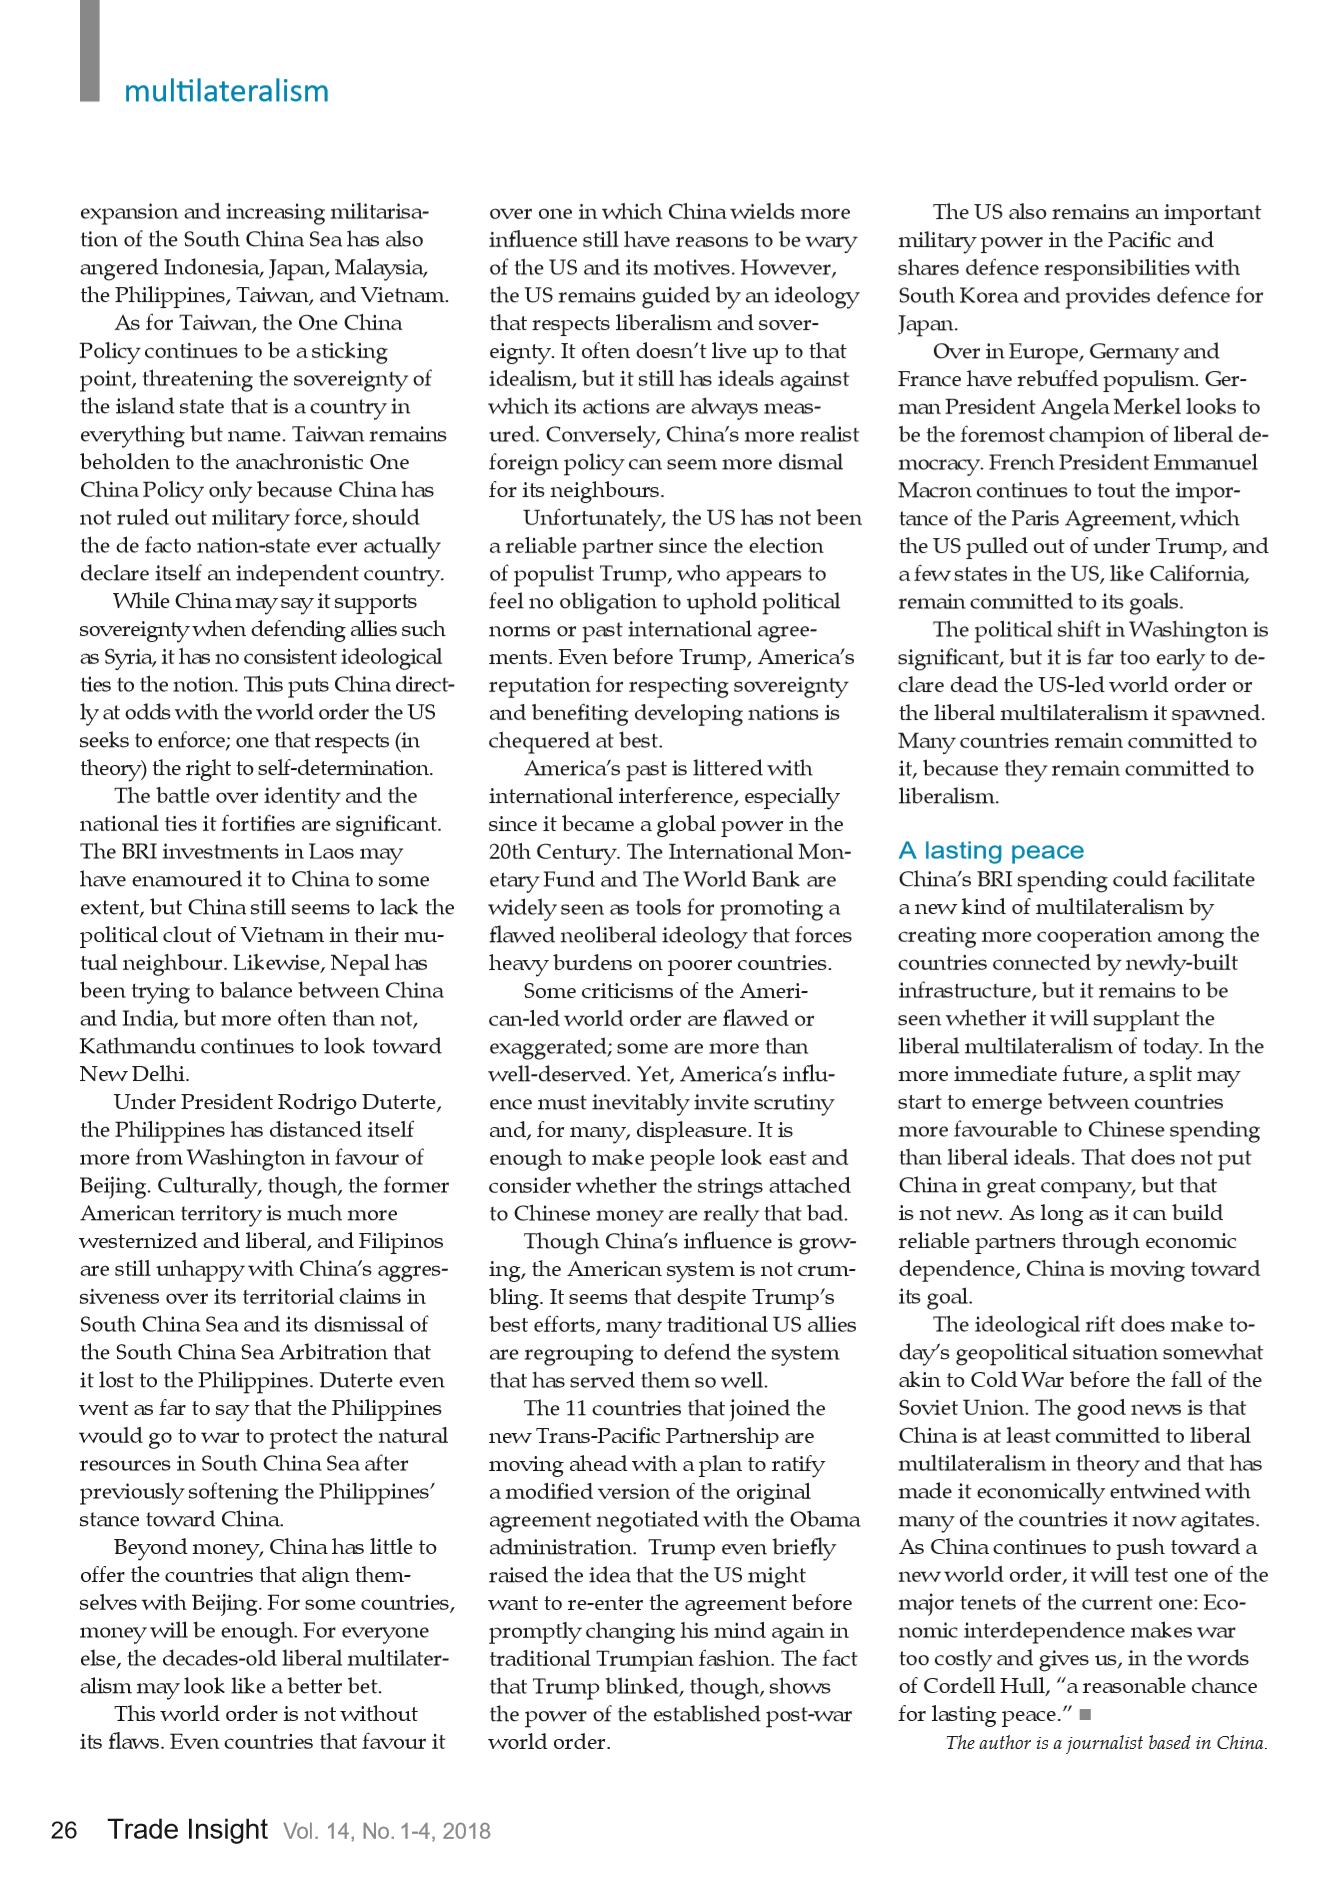 multilateralism
expansion and increasing militarisa-
tion of the South China Sea has also
angered Indonesia, Japan, Malaysia,
the Philippines, Taiwan, and Vietnam.
As for Taiwan, the One China
Policy continues to be a sticking
point, threatening the sovereignty of
the island state that is a country in
everything but name. Taiwan remains
beholden to the anachronistic One
China Policy only because China has
not ruled out military force, should
the de facto nation-state ever actually
declare itself an independent country.
While China may say it supports
sovereignty when defending allies such
as Syria, it has no consistent ideological
ties to the notion. This puts China direct-
ly at odds with the world order the US
seeks to enforce; one that respects (in
theory) the right to self-determination.
The battle over identity and the
national ties it fortifies are significant.
The BRI investments in Laos may
have enamoured it to China to some
extent, but China still seems to lack the
political clout of Vietnam in their mu-
tual neighbour. Likewise, Nepal has
been trying to balance between China
and India, but more often than not,
Kathmandu continues to look toward
New Delhi.
Under President Rodrigo Duterte,
the Philippines has distanced itself
more from Washington in favour of
Beijing. Culturally, though, the former
American territory is much more
westernized and liberal, and Filipinos
are still unhappy with China's aggres-
siveness over its territorial claims in
South China Sea and its dismissal of
the South China Sea Arbitration that
it lost to the Philippines. Duterte even
went as far to say that the Philippines
would go to war to protect the natural
resources in South China Sea after
previously softening the Philippines'
stance toward China.
Beyond money, China has little to
offer the countries that align them-
selves with Beijing. For some countries,
money will be enough. For everyone
else, the decades-old liberal multilater-
alism may look like a better bet.
This world order is not without
its flaws. Even countries that favour it
over one in which China wields more
influence still have reasons to be wary
of the US and its motives. However,
the US remains guided by an ideology
that respects liberalism and sover-
eignty. It often doesn't live up to that
idealism, but it still has ideals against
which its actions are always meas-
ured. Conversely, China's more realist
foreign policy can seem more dismal
for its neighbours.
Unfortunately, the US has not been
a reliable partner since the election
of populist Trump, who appears to
feel no obligation to uphold political
norms or past international agree-
ments. Even before Trump, America's
reputation for respecting sovereignty
and benefiting developing nations is
chequered at best.
America's past is littered with
international interference, especially
since it became a global power in the
20th Century. The International Mon-
etary Fund and The World Bank are
widely seen as tools for promoting a
flawed neoliberal ideology that forces
heavy burdens on poorer countries.
Some criticisms of the Ameri-
can-led world order are flawed or
exaggerated; some are more than
well-deserved. Yet, America's influ-
ence must inevitably invite scrutiny
and, for many, displeasure. It is
enough to make people look east and
consider whether the strings attached
to Chinese money are really that bad.
Though China's influence is grow-
ing, the American system is not crum-
bling. It seems that despite Trump's
best efforts, many traditional US allies
are regrouping to defend the system
that has served them so well.
The 11 countries that joined the
new Trans-Pacific Partnership are
moving ahead with a plan to ratify
a modified version of the original
agreement negotiated with the Obama
administration.  Trump even briefly
raised the idea that the US might
want to re-enter the agreement before
promptly changing his mind again in
traditional Trumpian fashion. The fact
that Trump blinked, though, shows
the power of the established post-war
world order.
The US also remains an important
military power in the Pacific and
shares defence responsibilities with
South Korea and provides defence for
Japan.
Over in Europe, Germany and
France have rebuffed populism. Ger-
man President Angela Merkel looks to
be the foremost champion of liberal de-
mocracy. French President Emmanuel
Macron continues to tout the impor-
tance of the Paris Agreement, which
the US pulled out of under Trump, and
a few states in the US, like California,
remain committed to its goals.
The political shift in Washington is
significant, but it is far too early to de-
clare dead the US-led world order or
the liberal multilateralism it spawned.
Many countries remain committed to
it, because they remain committed to
liberalism.
A lasting peace
China's BRI spending could facilitate
a new kind of multilateralism by
creating more cooperation among the
countries connected by newly-built
infrastructure, but it remains to be
seen whether it will supplant the
liberal multilateralism of today. In the
more immediate future, a split may
start to emerge between countries
more favourable to Chinese spending
than liberal ideals. That does not put
China in great company, but that
is not new. As long as it can build
reliable partners through economic
dependence, China is moving toward
its goal.
The ideological rift does make to-
day's geopolitical situation somewhat
akin to Cold War before the fall of the
Soviet Union. The good news is that
China is at least committed to liberal
multilateralism in theory and that has
made it economically entwined with
many of the countries it now agitates.
As China continues to push toward a
new world order, it will test one of the
major tenets of the current one: Eco-
nomic interdependence makes war
too costly and gives us, in the words
of Cordell Hull, "a reasonable chance
for lasting peace." ■
The author is a journalist based in China.
26 Trade Insight Vol. 14, No. 1-4, 2018